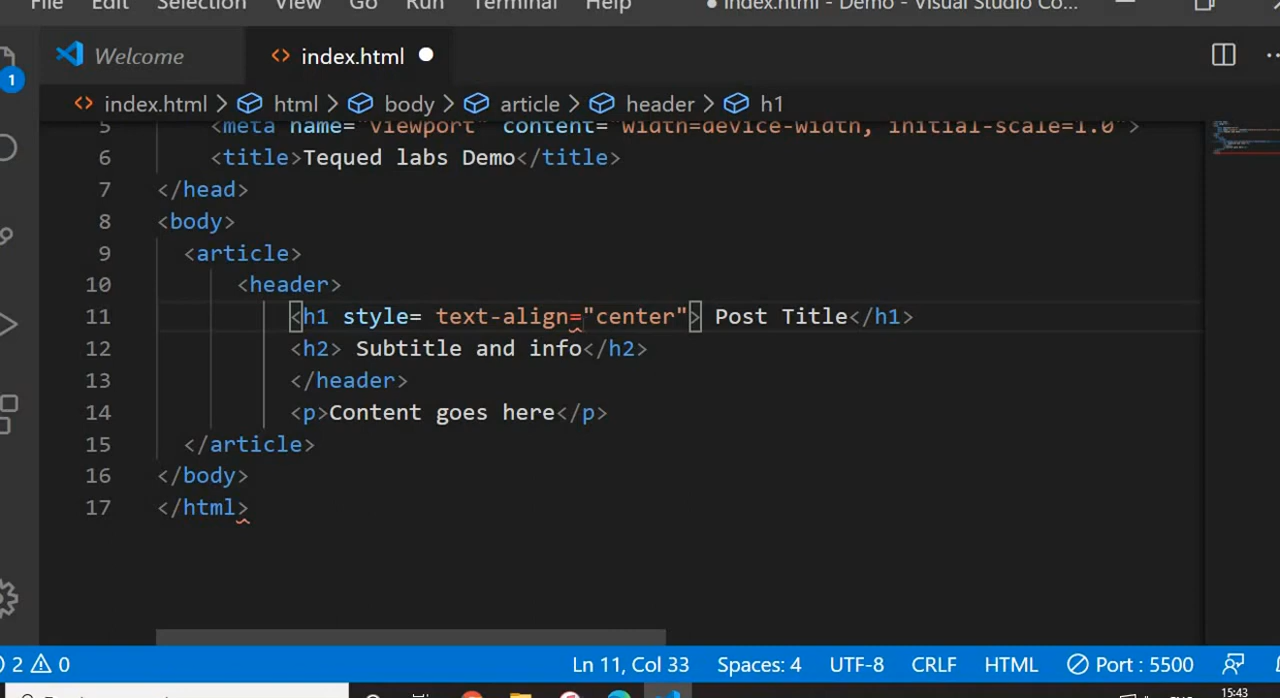 File Edit Selection View Go Run Terminal Help ● index.html - Demo - Visual Studio Co...
Welcome index.html
1
index.html > html > body > article > header > h1
5 <meta name="viewport" content="width=device-width, initial-scale=1.0">
6 <title>Tequed labs Demo</title>
7 </head>
8 <body>
9 <article>
10 <header>
11 <h1 style= text-align="center"> Post Title</h1>
12 <h2> Subtitle and info</h2>
13 </header>
14 <p>Content goes here</p>
15 </article>
16 </body>
17 </html>
2 0 Ln 11, Col 33 Spaces: 4 UTF-8 CRLF HTML Port : 5500
15:43